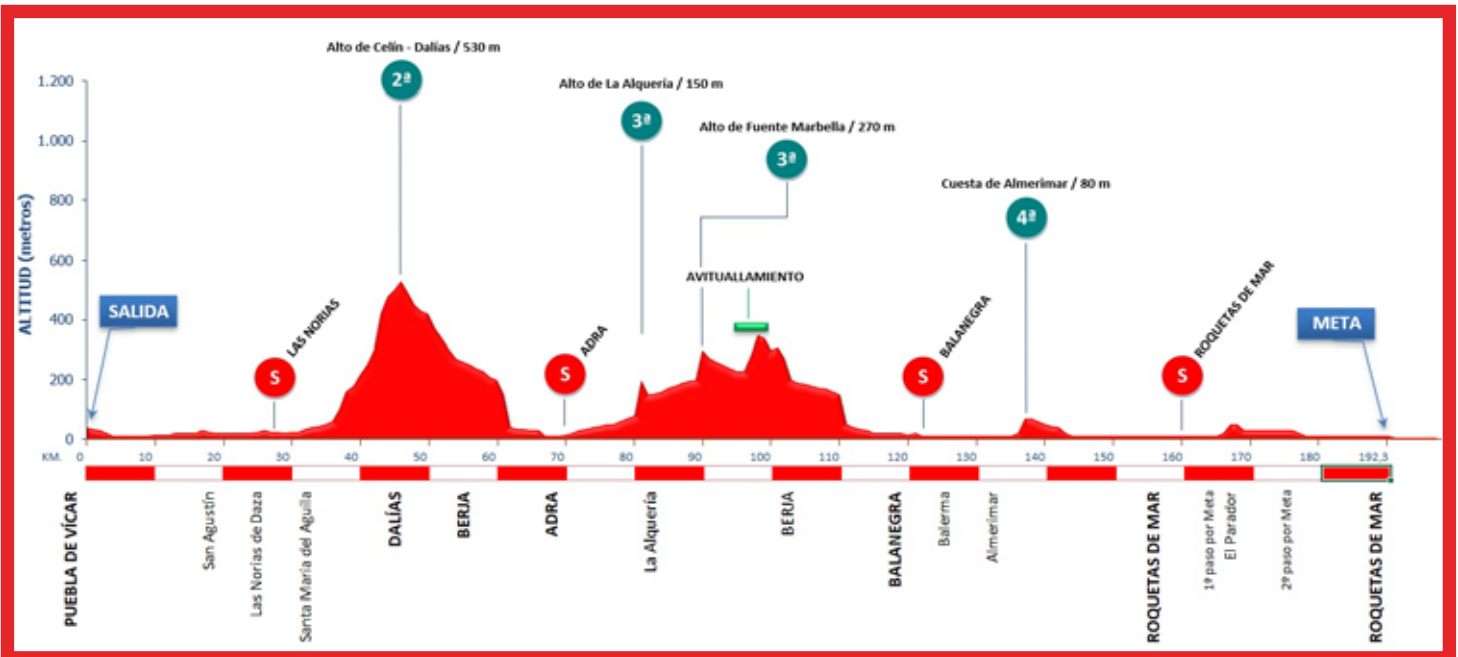 Alto de Celín - Dalías / 530 m
2ª
Alto de La Alquería / 150 m
3ª
Alto de Fuente Marbella / 270 m
3ª
Cuesta de Almerimar / 80 m
4ª
ALTITUD (metros)
1.200
1.000
800
600
400
200
0
SALIDA
S
LAS NORIAS
S
ADRA
AVITUALLAMIENTO
S
BALANEGRA
S
ROQUETAS DE MAR
META
KM. 0 10 20 30 40 50 60 70 80 90 100 110 120 130 140 150 160 170 180 192,3
PUEBLA DE VÍCAR
San Agustín
Las Norias de Daza
Santa Maria del Aguila
DALÍAS
BERJA
ADRA
La Alquería
BERJA
BALANEGRA
Balerma
Almerimar
ROQUETAS DE MAR
1º paso por Meta
El Parador
2º paso por Meta
ROQUETAS DE MAR